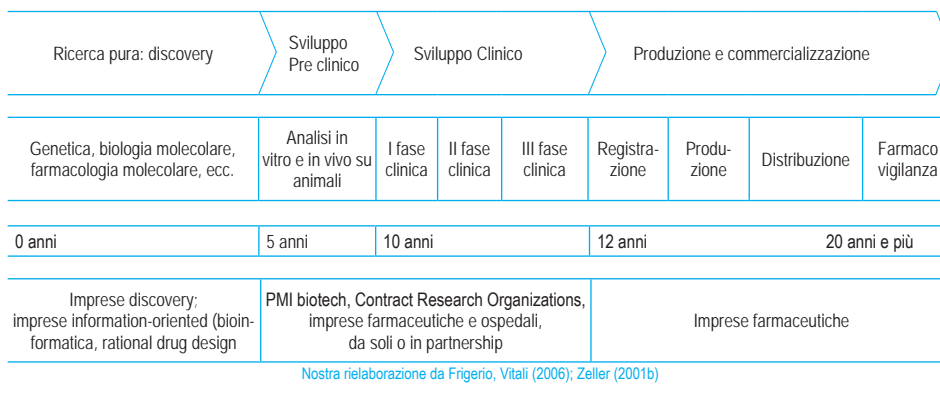 Ricerca pura: discovery
Sviluppo
Pre clinico
Sviluppo Clinico
Produzione e commercializzazione
Genetica, biologia molecolare,
farmacologia molecolare, ecc.
Analisi in
vitro e in vivo su
animali
I fase
clinica
II fase
clinica
III fase
clinica
Registra-
zione
Produ-
zione
Distribuzione
Farmaco
vigilanza
0 anni
5 anni
10 anni
12 anni
20 anni e più
Imprese discovery;
imprese information-oriented (bioin-
formatica, rational drug design
PMI biotech, Contract Research Organizations,
imprese farmaceutiche e ospedali,
da soli o in partnership
Imprese farmaceutiche
Nostra rielaborazione da Frigerio, Vitali (2006); Zeller (2001b)